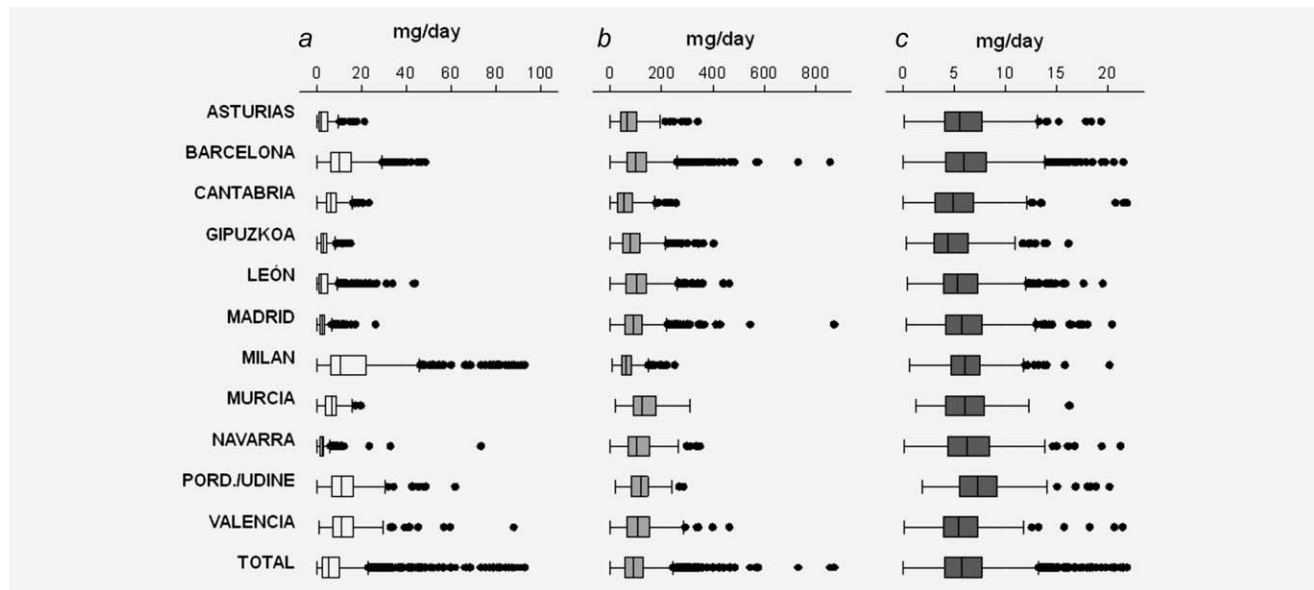 a mg/day b mg/day c mg/day
0 20 40 60 80 100 0 200 400 600 800 0 5 10 15 20
ASTURIAS
BARCELONA
CANTABRIA
GIPUZKOA
LEÓN
MADRID
MILAN
MURCIA
NAVARRA
PORD./UDINE
VALENCIA
TOTAL